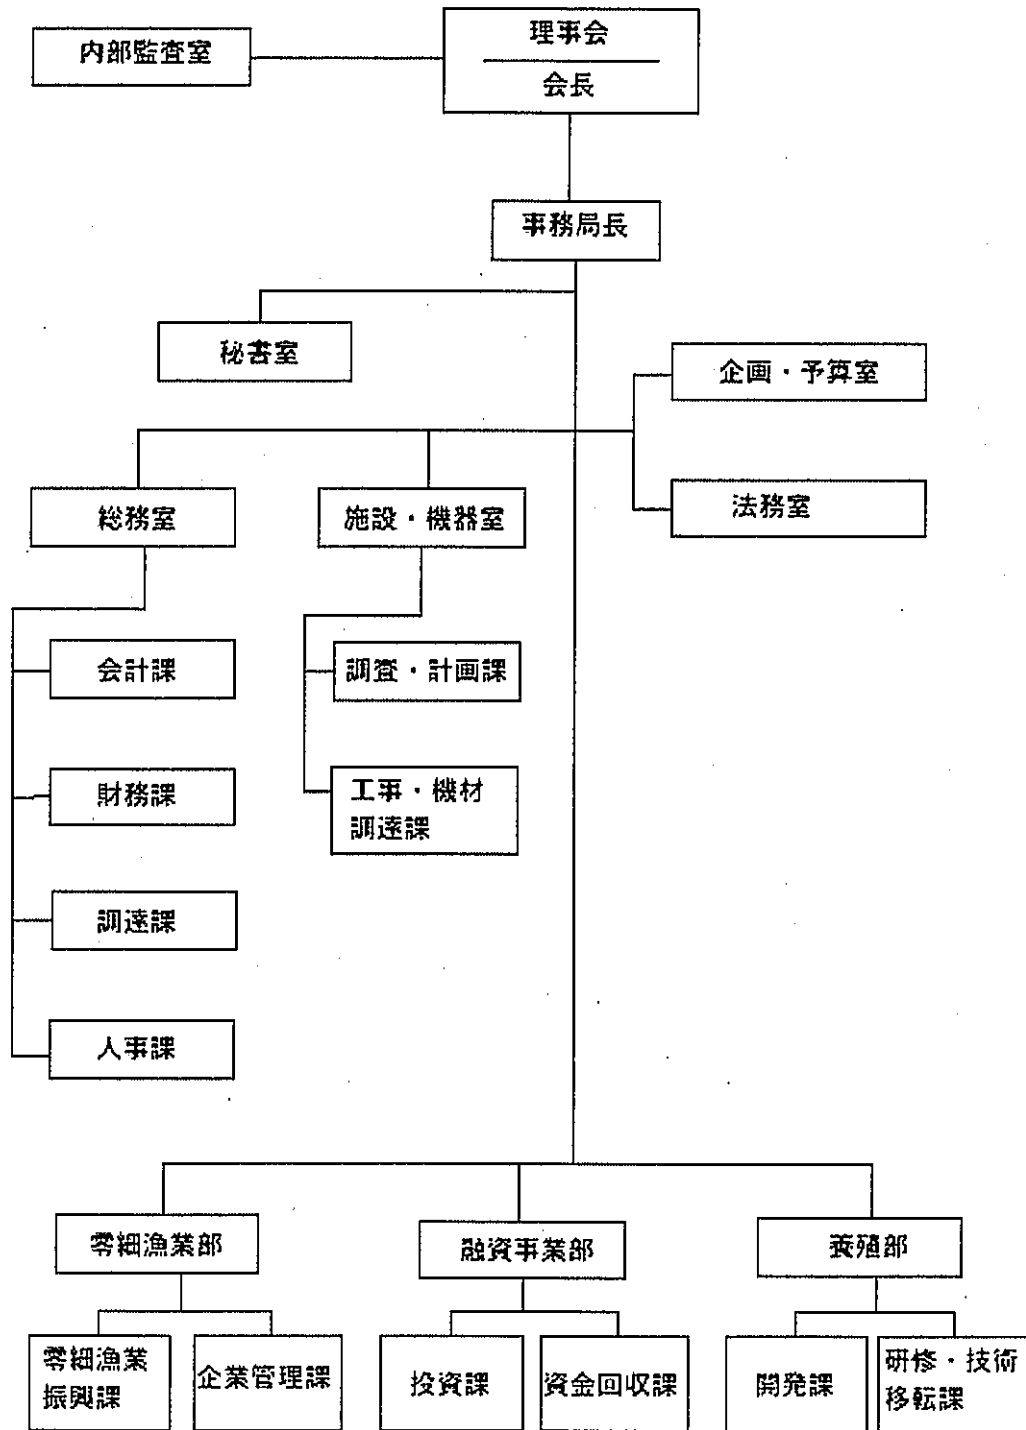 理事会
内部監査室
会長
事務局長
秘書室
企画・予算室
総務室
施設・機器室
法務室
会計課
調査・計画課
財務課
工事・機材
調達課
調達課
人事課
零細漁業部
融資事業部
養殖部
零細漁業
振興課
企業管理課
投資課
資金回収課
開発課
研修・技術
移転課